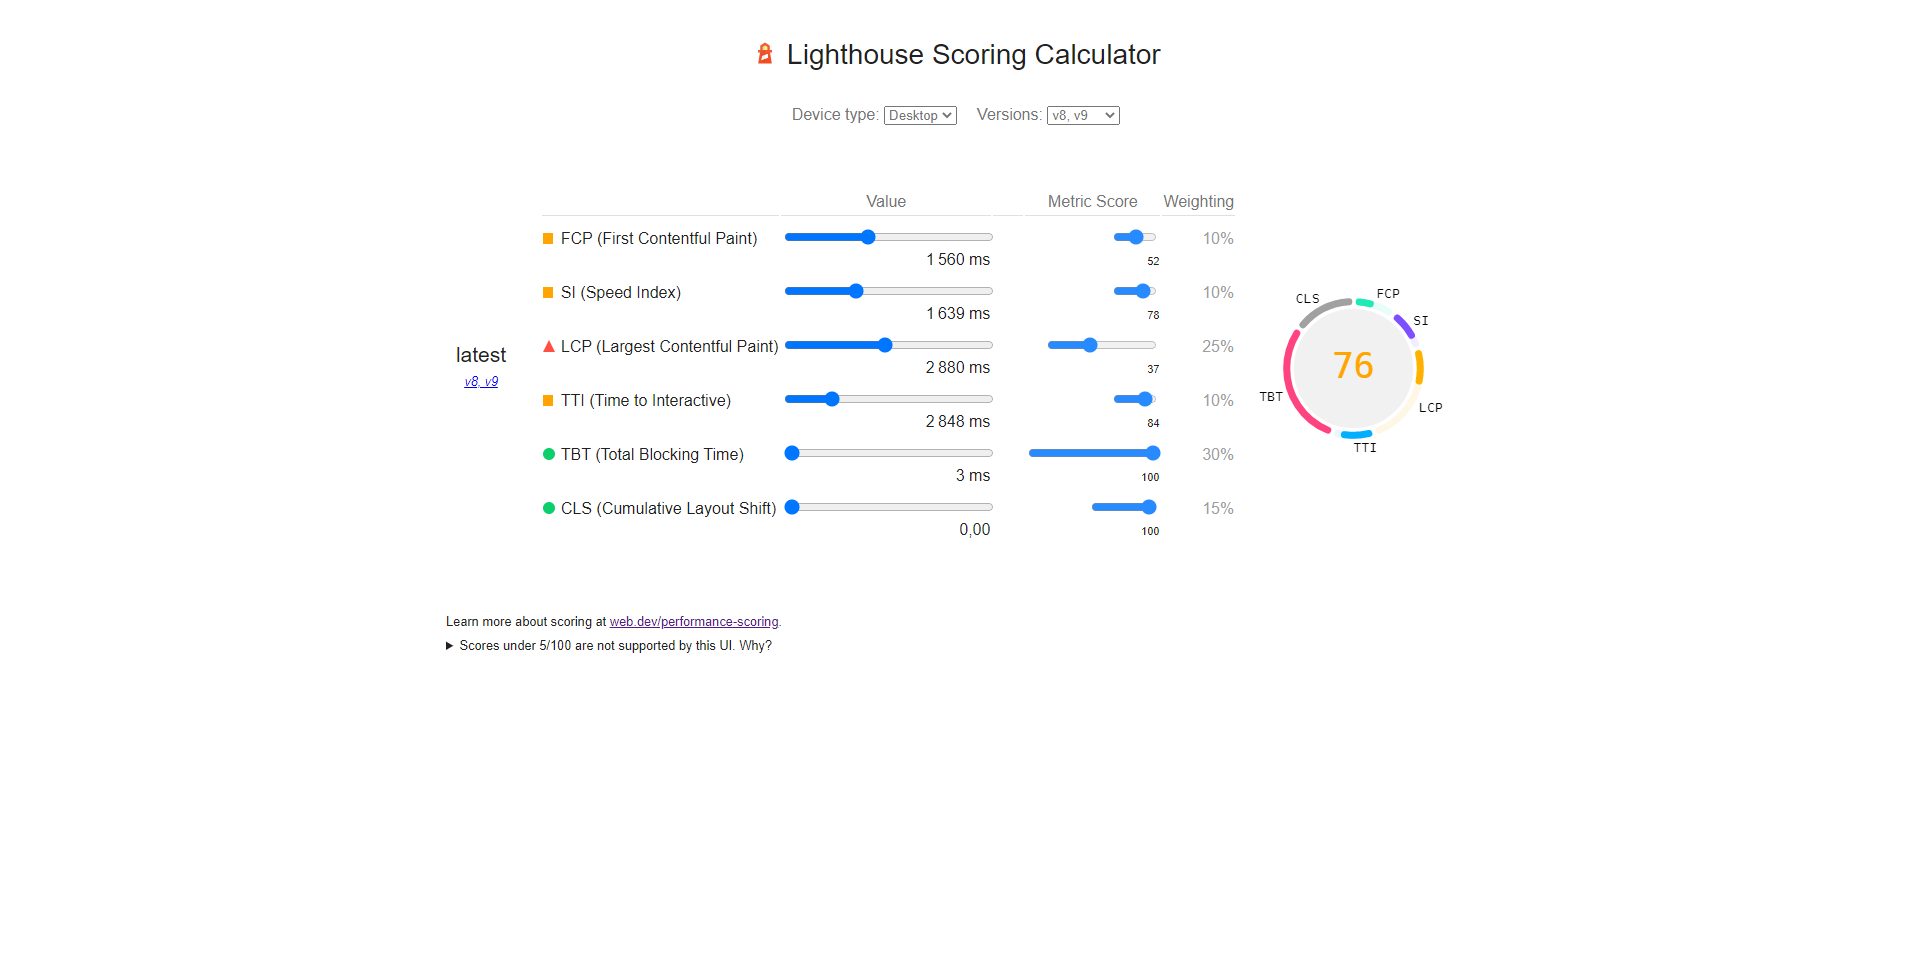 Lighthouse Scoring Calculator
Device type: Desktop Versions: v8, v9
Value Metric Score Weighting
FCP (First Contentful Paint) 10%
1 560 ms 52
SI (Speed Index) 10%
1 639 ms 78
latest
v8, v9
LCP (Largest Contentful Paint) 25%
2 880 ms 37
TTI (Time to Interactive) 10%
2 848 ms 84
TBT (Total Blocking Time) 30%
3 ms 100
CLS (Cumulative Layout Shift) 15%
0,00 100
CLS FCP
SI
76
TBT
LCP
TTI
Learn more about scoring at web.dev/performance-scoring.
Scores under 5/100 are not supported by this UI. Why?